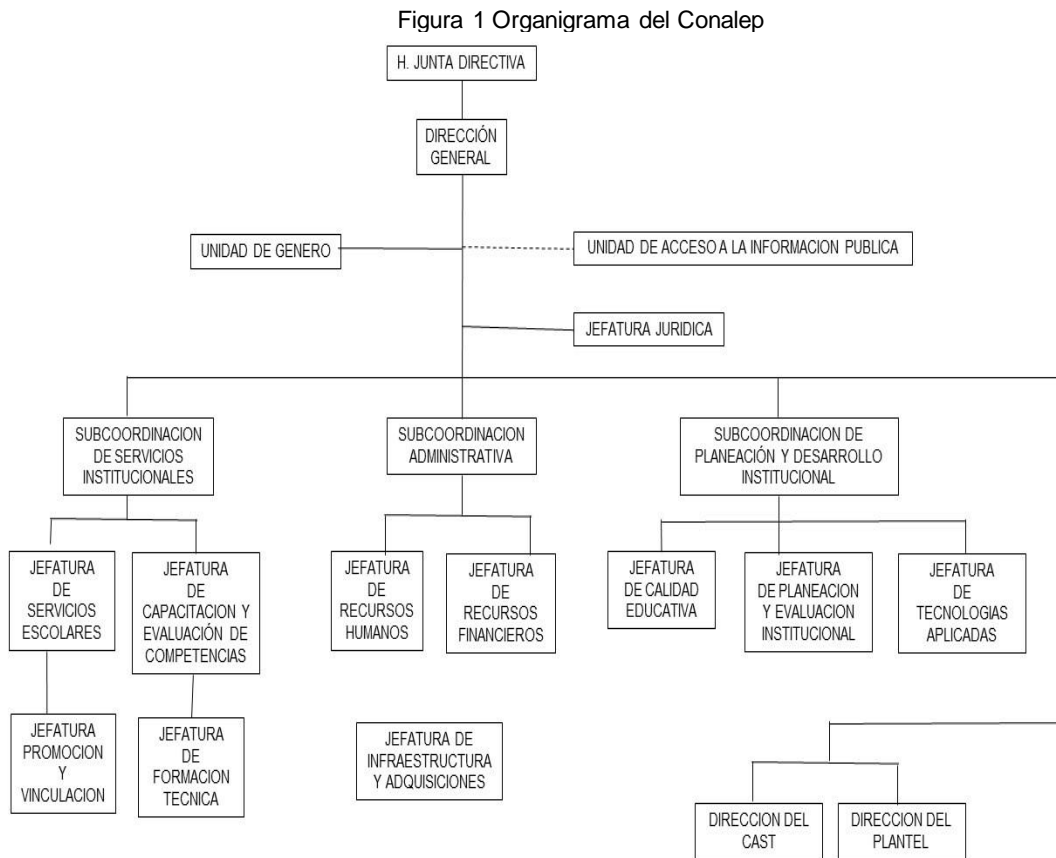 Figura 1 Organigrama del Conalep
H. JUNTA DIRECTIVA
DIRECCIÓN
GENERAL
UNIDAD DE GENERO
UNIDAD DE ACCESO A LA INFORMACION PUBLICA
JEFATURA JURIDICA
SUBCOORDINACION
DE SERVICIOS
INSTITUCIONALES
SUBCOORDINACION
ADMINISTRATIVA
SUBCOORDINACION DE
PLANEACIÓN Y DESARROLLO
INSTITUCIONAL
JEFATURA
DE
SERVICIOS
ESCOLARES
JEFATURA
DE
CAPACITACION Y
EVALUACIÓN DE
COMPETENCIAS
JEFATURA
DE
RECURSOS
HUMANOS
JEFATURA
DE
RECURSOS
FINANCIEROS
JEFATURA
DE CALIDAD
EDUCATIVA
JEFATURA
DE PLANEACION
Y EVALUACION
INSTITUCIONAL
JEFATURA
DE
TECNOLOGIAS
APLICADAS
JEFATURA
PROMOCION
Y
VINCULACION
JEFATURA
DE
FORMACION
TECNICA
JEFATURA DE
INFRAESTRUCTURA
Y ADQUISICIONES
DIRECCION DEL
CAST
DIRECCION DEL
PLANTEL